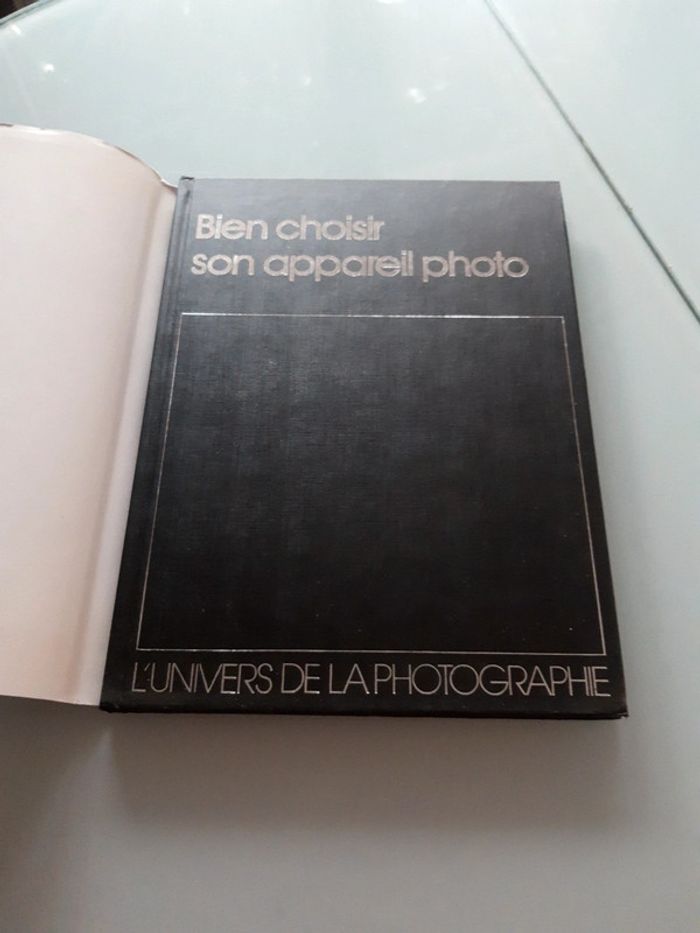 Bien choisir
son appareil photo
L'UNIVERS DE LA PHOTOGRAPHIE